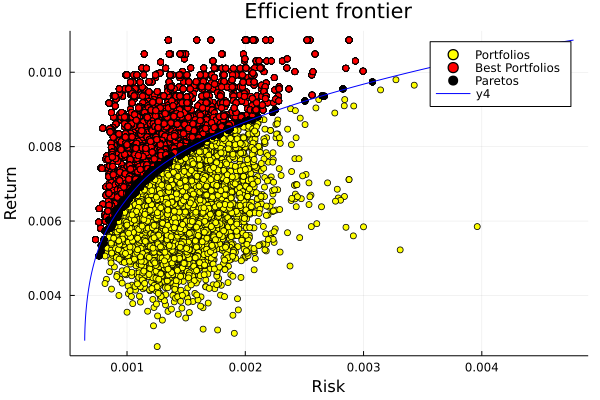 Efficient frontier
Portfolios
Best Portfolios
Paretos
y4
0.010
0.008
0.006
0.004
Return
0.001
0.002
0.003
0.004
Risk